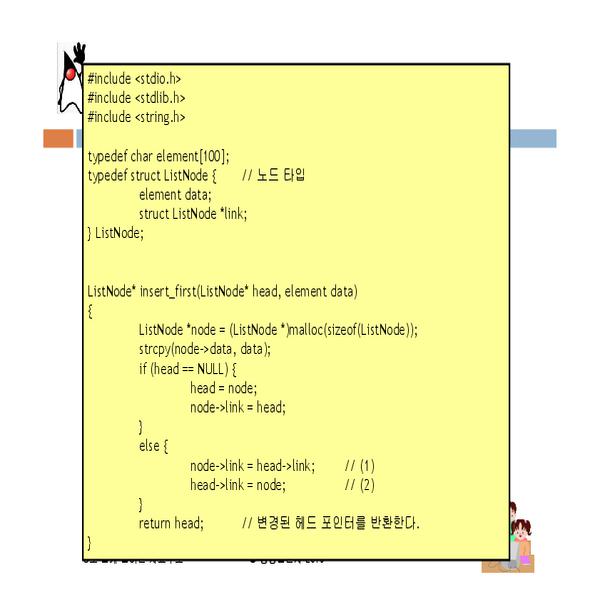 #include <stdio.h>
#include <stdlib.h>
#include <string.h>
typedef char element[100];
typedef struct ListNode { // 노드 타입
element data;
struct ListNode *link;
} ListNode;
ListNode* insert_first(ListNode* head, element data)
{
ListNode *node = (ListNode *)malloc(sizeof(ListNode));
strcpy(node->data, data);
if (head == NULL) {
head = node;
node->link = head;
}
else {
node->link = head->link; // (1)
head->link = node; // (2)
}
return head; // 변경된 헤드 포인터를 반환한다.
}